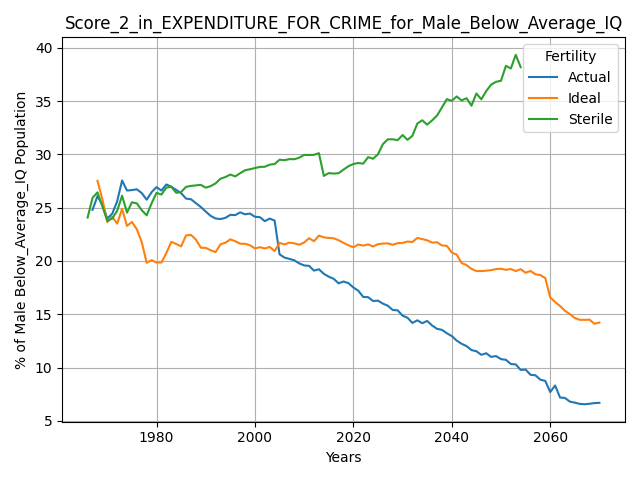 Score_2_in_EXPENDITURE_FOR_CRIME_for_Male_Below_Average_IQ
% of Male Below_Average_IQ Population
40
35
30
25
20
15
10
5
Fertility
Actual
Ideal
Sterile
1980
2000
2020
2040
2060
Years